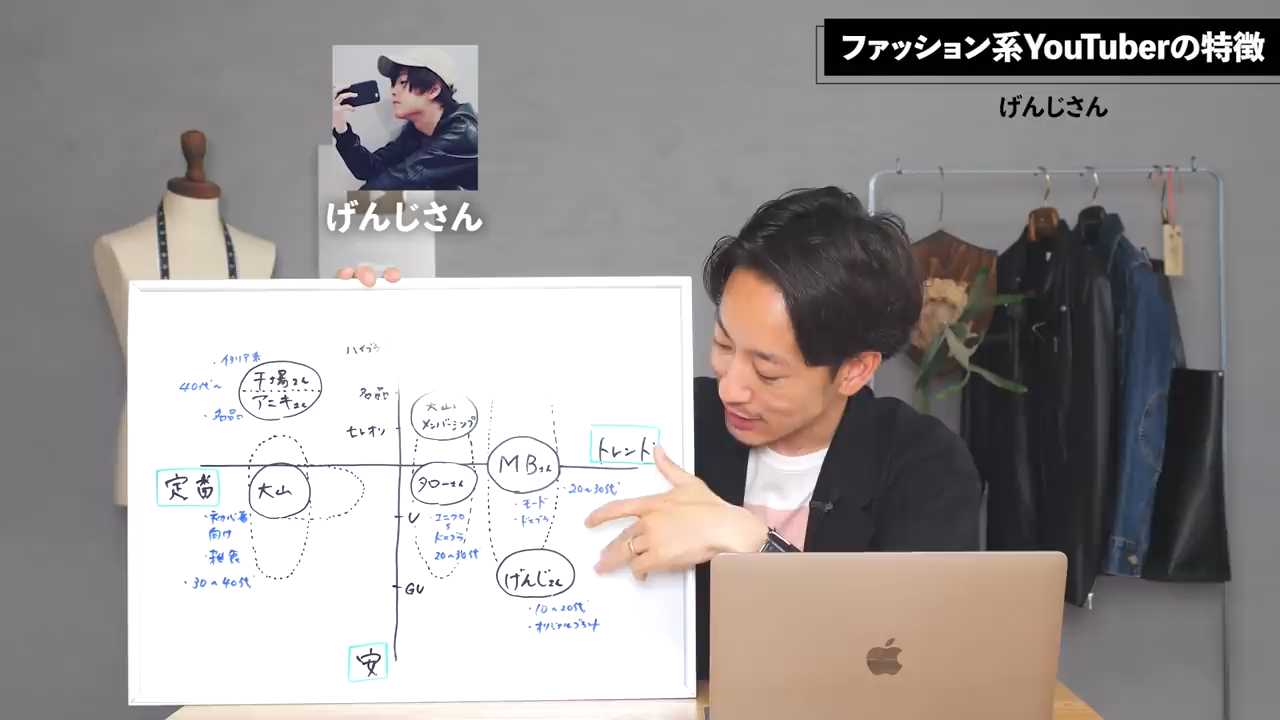 ファッション系YouTuberの特徴
げんじさん
げんじさん
ハイブラ
・イタリア系
40代〜
干場さん
アニキさん
・名品
名品
セレオリ
大山
メンバーシップ
トレンド
定番
大山
タローさん
MBさん
・20〜30代
・モード
・ドメブラ
・初心者
向け
・雑食
・30〜40代
U
・ユニクロ
ドメブラ
20〜30代
GU
げんじさん
・10〜20代
・オリジナルブランド
安